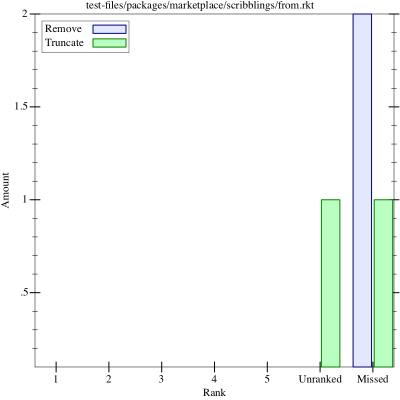 test-files/packages/marketplace/scribblings/from.rkt
Remove
Truncate
2
1.5
1
.5
Amount
1 2 3 4 5 Unranked Missed
Rank